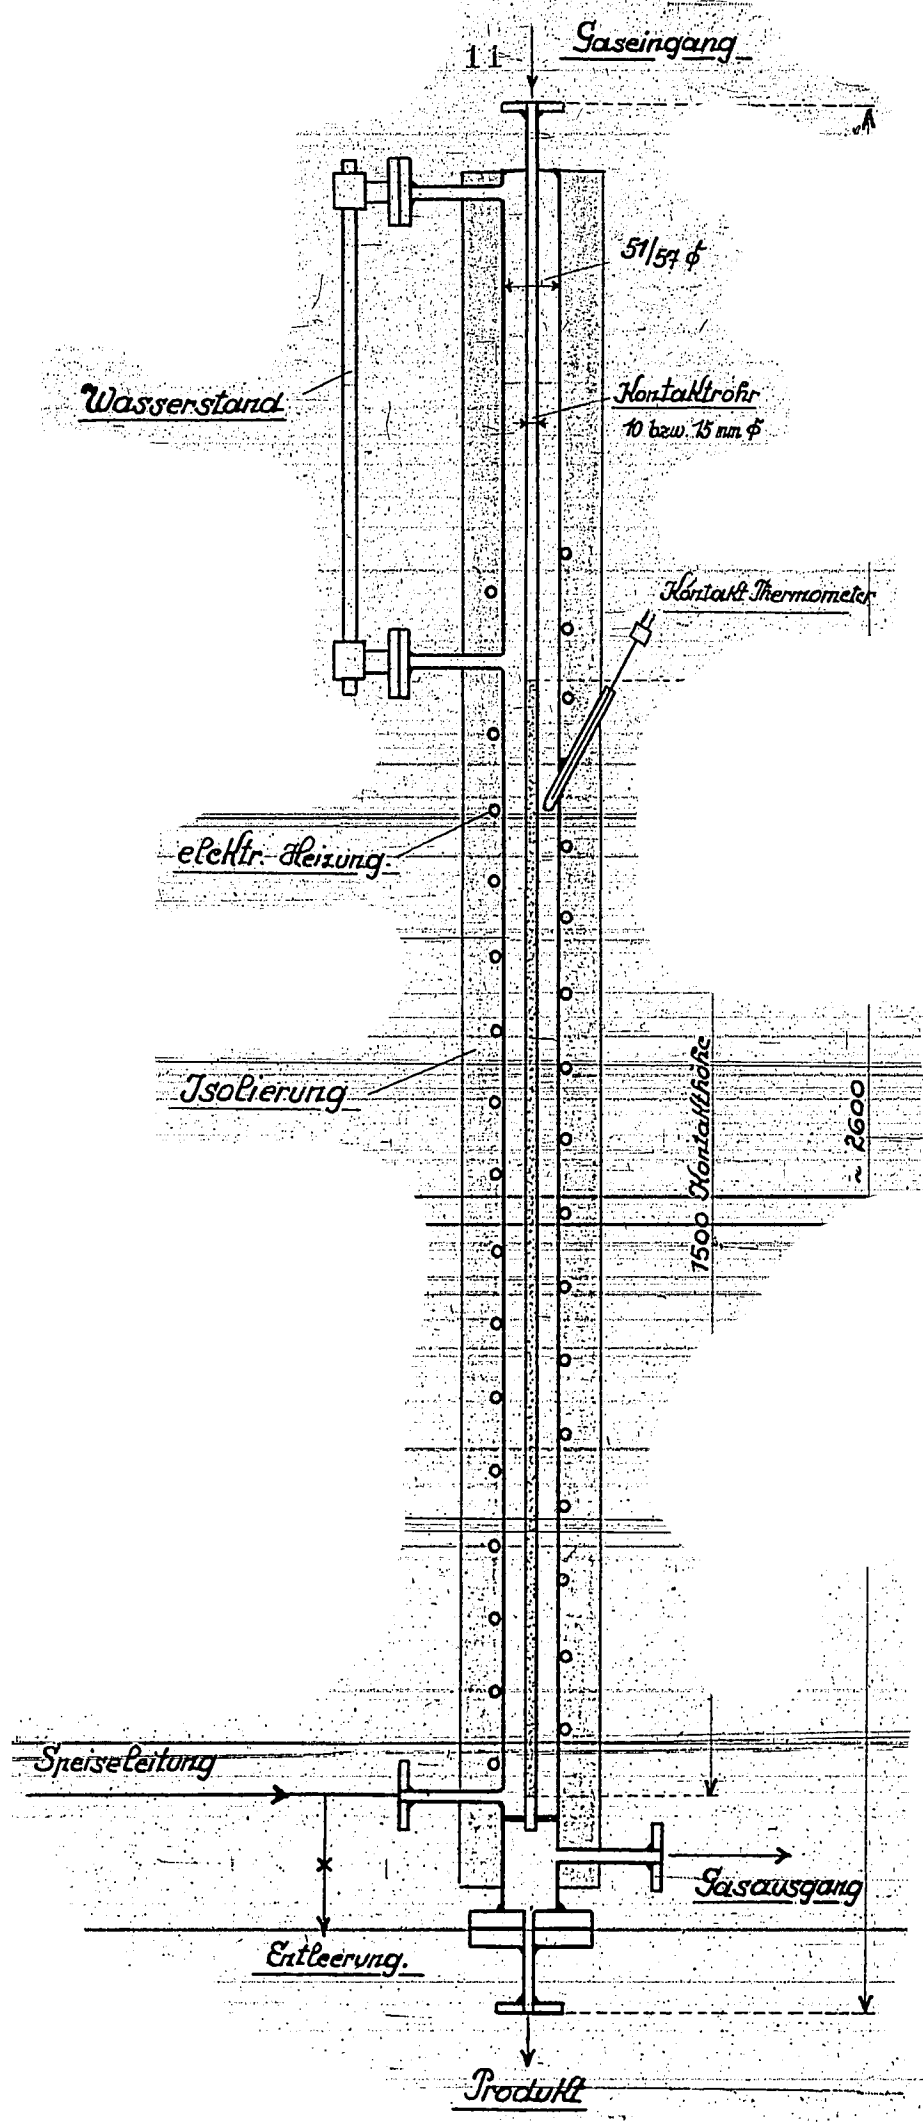 11
Gaseingang
51/57 ϕ
Wasserstand
Kontaktrohr
10 bzw. 15 mm ϕ
Kontakt Thermometer
elektr. Heizung.
Isolierung
1500 Kontakthöhe
~ 2600
Speiseleitung
Gasausgang
Entleerung.
Produkt